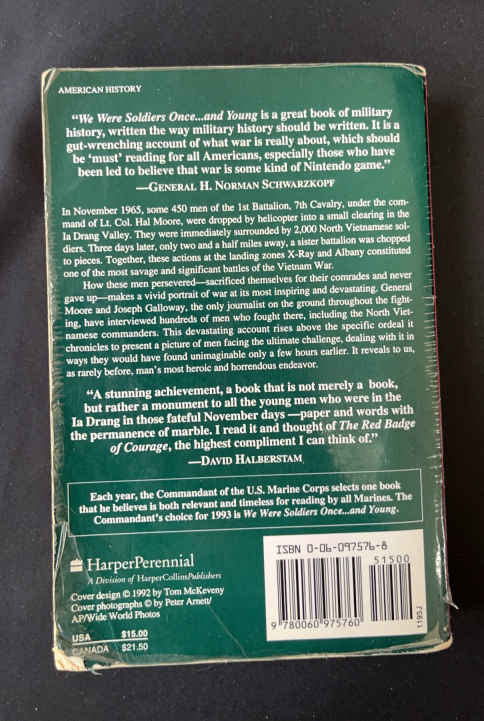 AMERICAN HISTORY
“We Were Soldiers Once...and Young is a great book of military
history, written the way military history should be written. It is a
gut-wrenching account of what war is really about, which should
be ‘must’ reading for all Americans, especially those who have
been led to believe that war is some kind of Nintendo game.”
—GENERAL H. NORMAN SCHWARZKOPF
In November 1965, some 450 men of the 1st Battalion, 7th Cavalry, under the com-
mand of Lt. Col. Hal Moore, were dropped by helicopter into a small clearing in the
Ia Drang Valley. They were immediately surrounded by 2,000 North Vietnamese sol-
diers. Three days later, only two and a half miles away, a sister battalion was chopped
to pieces. Together, these actions at the landing zones X-Ray and Albany constituted
one of the most savage and significant battles of the Vietnam War.
How these men persevered—sacrificed themselves for their comrades and never
gave up—makes a vivid portrait of war at its most inspiring and devastating. General
Moore and Joseph Galloway, the only journalist on the ground throughout the fight-
ing, have interviewed hundreds of men who fought there, including the North Viet-
namese commanders. This devastating account rises above the specific ordeal it
chronicles to present a picture of men facing the ultimate challenge, dealing with it in
ways they would have found unimaginable only a few hours earlier. It reveals to us,
as rarely before, man’s most heroic and horrendous endeavor.
“A stunning achievement, a book that is not merely a book,
but rather a monument to all the young men who were in the
Ia Drang in those fateful November days —paper and words with
the permanence of marble. I read it and thought of The Red Badge
of Courage, the highest compliment I can think of.”
—DAVID HALBERSTAM
Each year, the Commandant of the U.S. Marine Corps selects one book
that he believes is both relevant and timeless for reading by all Marines. The
Commandant’s choice for 1993 is We Were Soldiers Once...and Young.
HarperPerennial
A Division of HarperCollinsPublishers
Cover design © 1992 by Tom McKeveny
Cover photographs © by Peter Arnett/
AP/Wide World Photos
USA $15.00
CANADA $21.50
ISBN 0-06-097576-8
51500
9 780060 975760